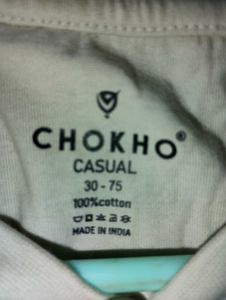 CHOKHO®
CASUAL
30 - 75
100%cotton
MADE IN INDIA